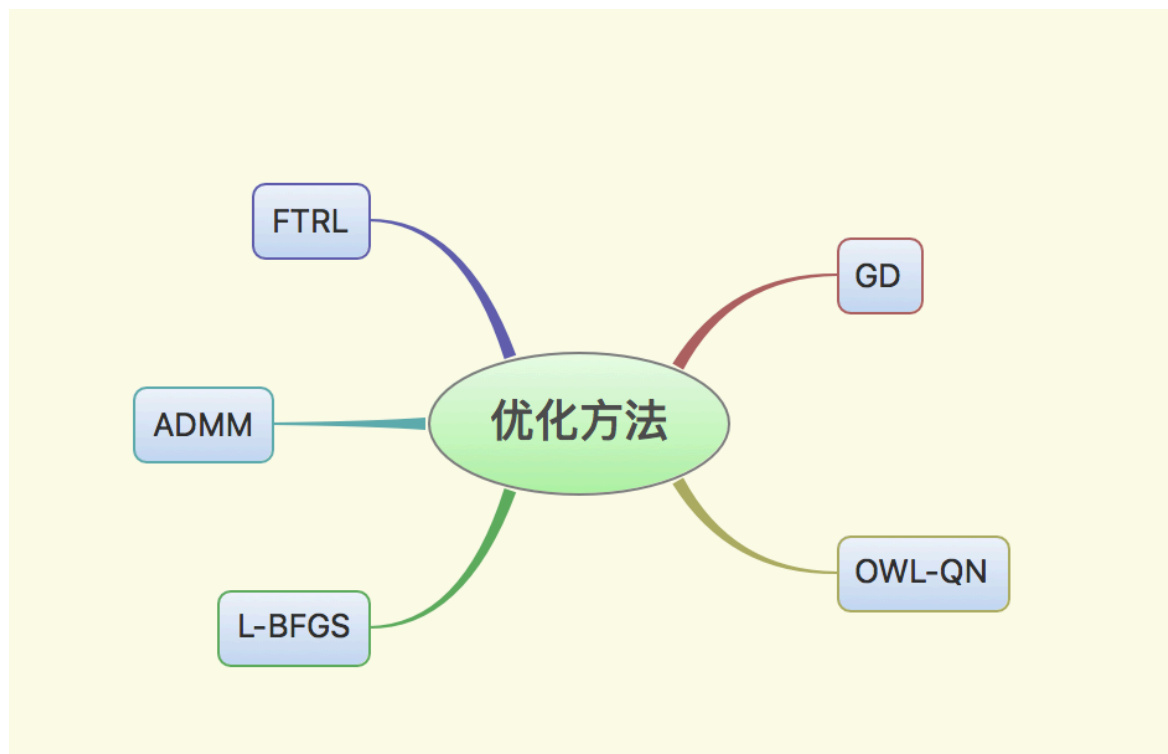 FTRL
GD
ADMM
优化方法
OWL-QN
L-BFGS